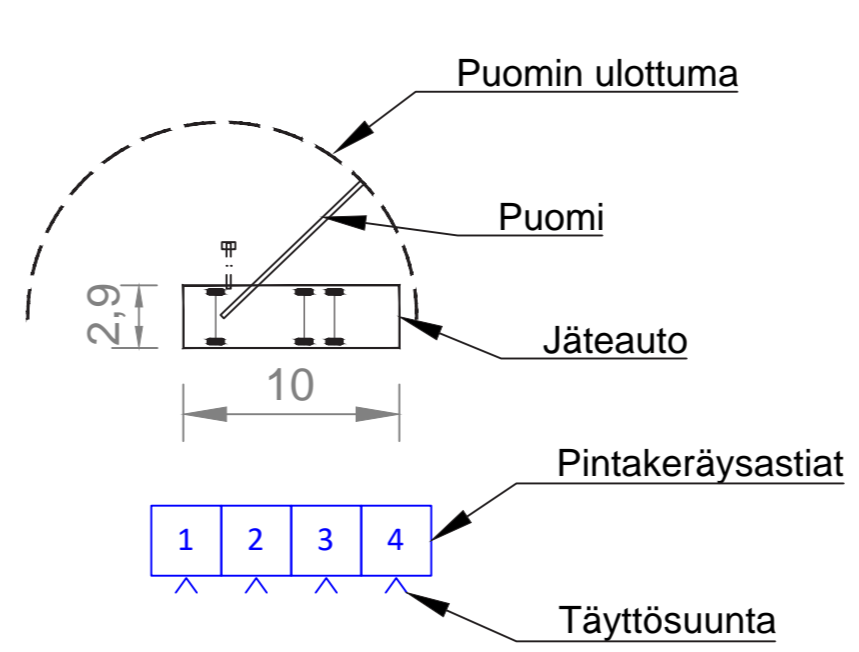 Puomin ulottuma
Puomi
2,9
Jäteauto
10
Pintakeräysastiat
1 2 3 4
Täyttösuunta